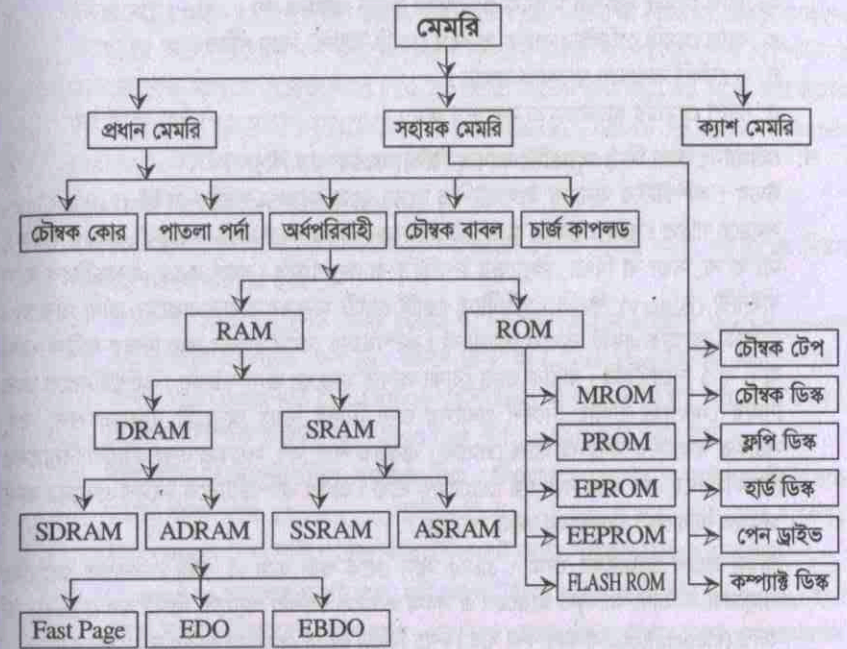 মেমরি
প্রধান মেমরি সহায়ক মেমরি ক্যাশ মেমরি
চৌম্বক কোর পাতলা পর্দা অর্ধপরিবাহী চৌম্বক বাবল চার্জ কাপলড
RAM ROM
চৌম্বক টেপ
MROM চৌম্বক ডিস্ক
DRAM SRAM PROM ফ্লপি ডিস্ক
EPROM হার্ড ডিস্ক
SDRAM ADRAM SSRAM ASRAM EEPROM পেন ড্রাইভ
FLASH ROM কম্প্যাক্ট ডিস্ক
Fast Page EDO EBDO